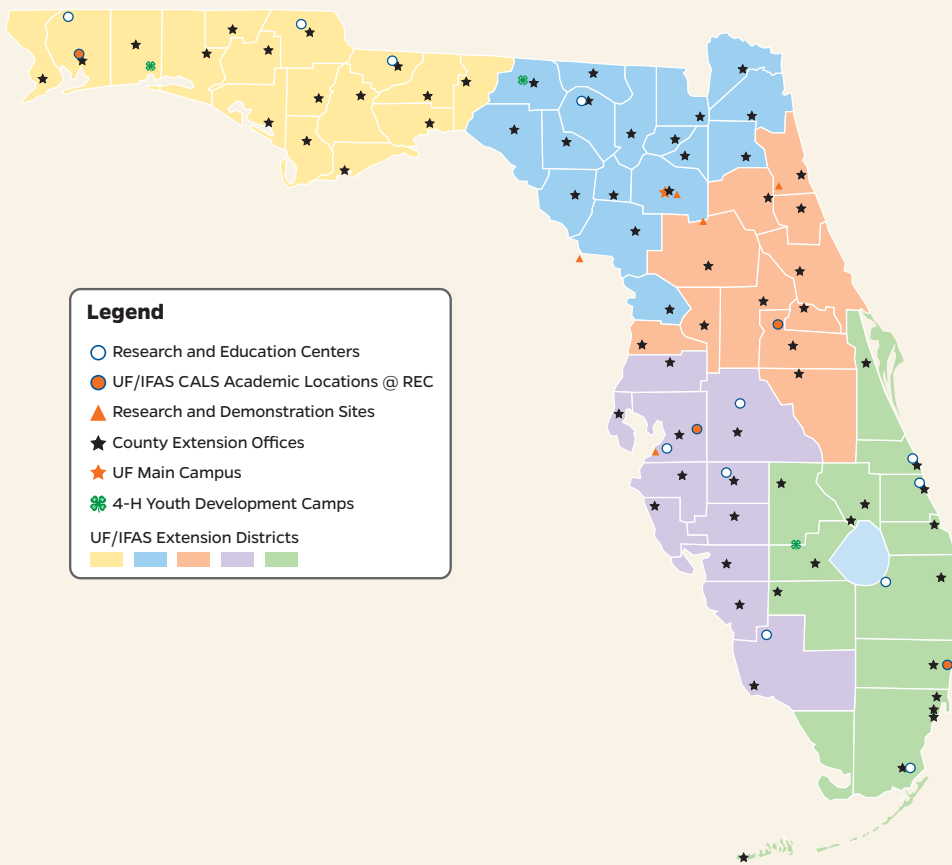 Legend
Research and Education Centers
UF/IFAS CALS Academic Locations @ REC
Research and Demonstration Sites
County Extension Offices
UF Main Campus
4-H Youth Development Camps
UF/IFAS Extension Districts